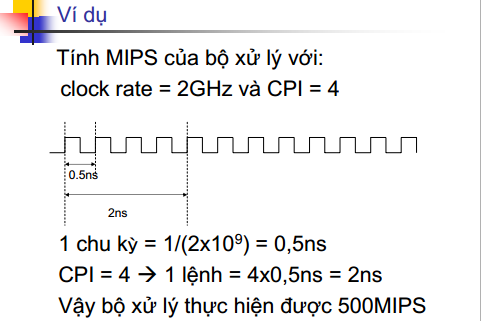 Ví dụ
Tính MIPS của bộ xử lý với:
clock rate = 2GHz và CPI = 4
0.5ns
2ns
1 chu kỳ = 1/(2x10⁹) = 0,5ns
CPI = 4 → 1 lệnh = 4x0,5ns = 2ns
Vậy bộ xử lý thực hiện được 500MIPS